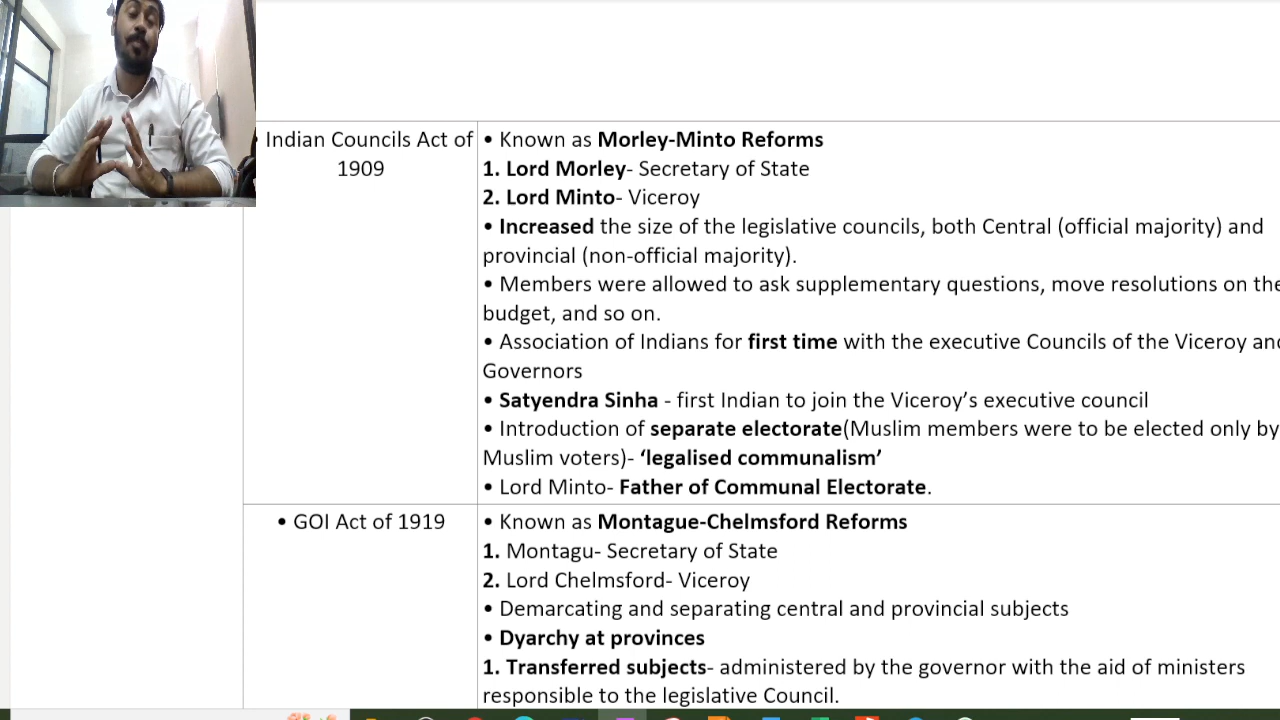 • Indian Councils Act of
1909
• Known as Morley-Minto Reforms
1. Lord Morley- Secretary of State
2. Lord Minto- Viceroy
• Increased the size of the legislative councils, both Central (official majority) and
provincial (non-official majority).
• Members were allowed to ask supplementary questions, move resolutions on the
budget, and so on.
• Association of Indians for first time with the executive Councils of the Viceroy and
Governors
• Satyendra Sinha - first Indian to join the Viceroy’s executive council
• Introduction of separate electorate(Muslim members were to be elected only by
Muslim voters)- ‘legalised communalism’
• Lord Minto- Father of Communal Electorate.
• GOI Act of 1919
• Known as Montague-Chelmsford Reforms
1. Montagu- Secretary of State
2. Lord Chelmsford- Viceroy
• Demarcating and separating central and provincial subjects
• Dyarchy at provinces
1. Transferred subjects- administered by the governor with the aid of ministers
responsible to the legislative Council.